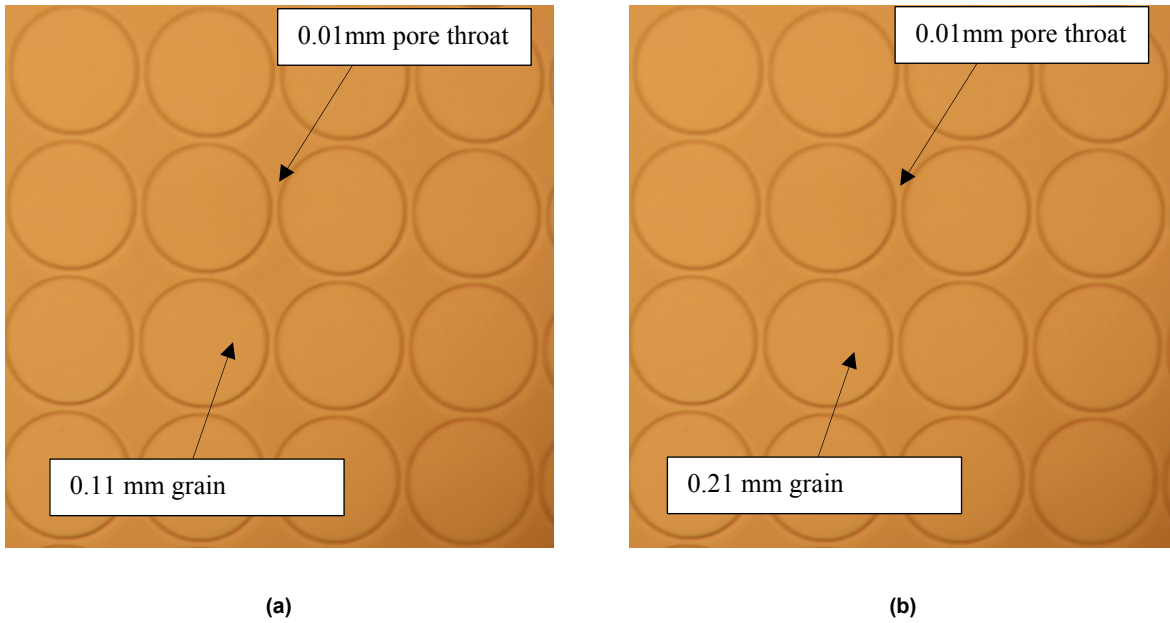 0.01mm pore throat
0.01mm pore throat
0.11 mm grain
0.21 mm grain
(a)
(b)